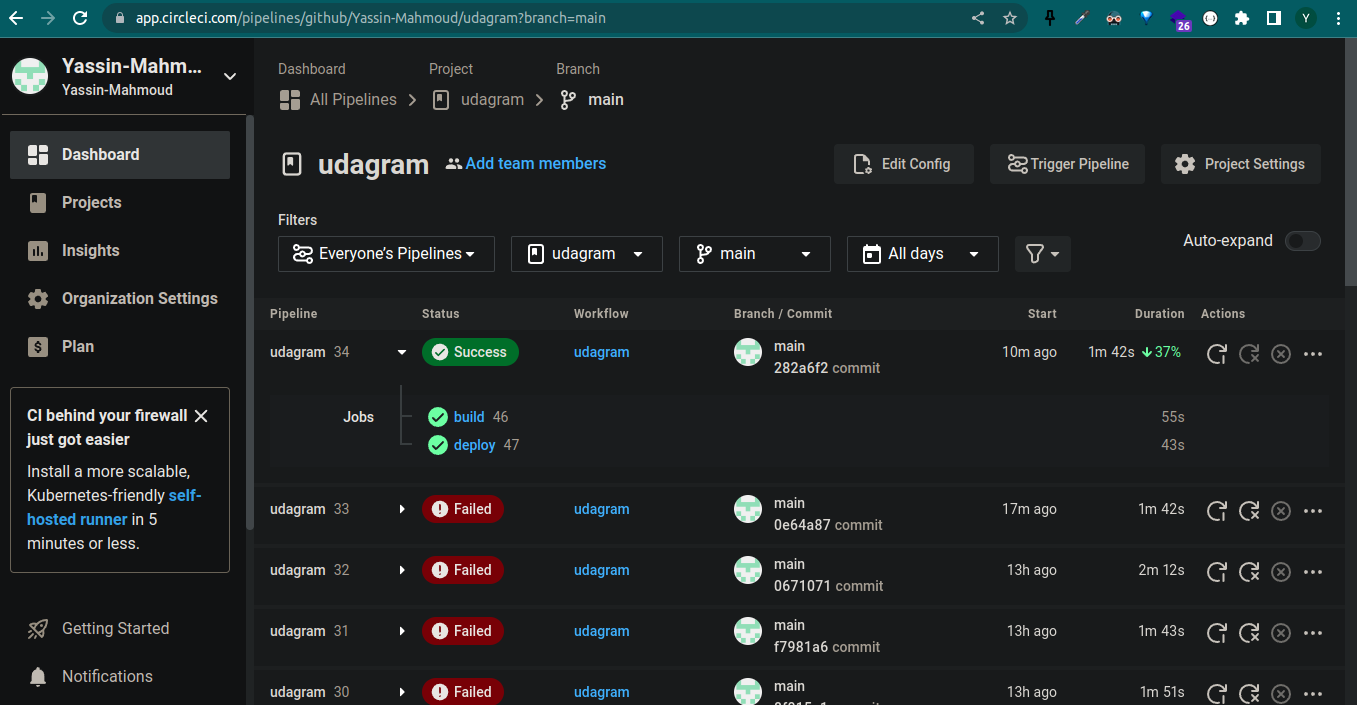 app.circleci.com/pipelines/github/Yassin-Mahmoud/udagram?branch=main
26
Y
Yassin-Mahm...
Yassin-Mahmoud
Dashboard
Projects
Insights
Organization Settings
Plan
CI behind your firewall
just got easier
Install a more scalable,
Kubernetes-friendly self-
hosted runner in 5
minutes or less.
Getting Started
Notifications
Dashboard Project Branch
All Pipelines udagram main
udagram Add team members Edit Config Trigger Pipeline Project Settings
Filters
Everyone's Pipelines udagram main All days Auto-expand
Pipeline Status Workflow Branch / Commit Start Duration Actions
udagram 34 Success udagram main 10m ago 1m 42s 37%
282a6f2 commit
Jobs build 46 55s
deploy 47 43s
udagram 33 Failed udagram main 17m ago 1m 42s
0e64a87 commit
udagram 32 Failed udagram main 13h ago 2m 12s
0671071 commit
udagram 31 Failed udagram main 13h ago 1m 43s
f7981a6 commit
udagram 30 Failed udagram main 13h ago 1m 51s
commit